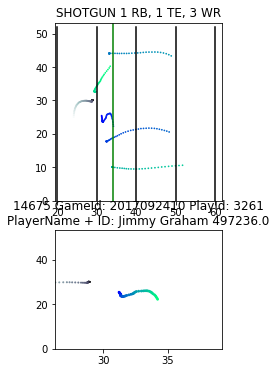 SHOTGUN 1 RB, 1 TE, 3 WR
50
40
30
20
10
0
20 30 40 50 60
14675 GameId: 2017092410 PlayId: 3261
PlayerName + ID: Jimmy Graham 497236.0
40
20
0
30 35